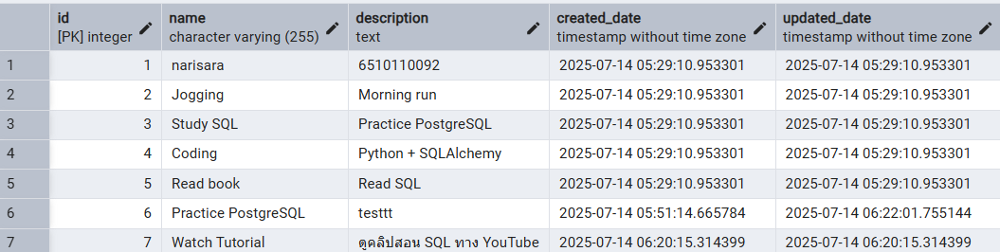 id name description created_date updated_date
[PK] integer character varying (255) text timestamp without time zone timestamp without time zone
1 1 narisara 6510110092 2025-07-14 05:29:10.953301 2025-07-14 05:29:10.953301
2 2 Jogging Morning run 2025-07-14 05:29:10.953301 2025-07-14 05:29:10.953301
3 3 Study SQL Practice PostgreSQL 2025-07-14 05:29:10.953301 2025-07-14 05:29:10.953301
4 4 Coding Python + SQLAlchemy 2025-07-14 05:29:10.953301 2025-07-14 05:29:10.953301
5 5 Read book Read SQL 2025-07-14 05:29:10.953301 2025-07-14 05:29:10.953301
6 6 Practice PostgreSQL testtt 2025-07-14 05:51:14.665784 2025-07-14 06:22:01.755144
7 7 Watch Tutorial ดูคลิปสอน SQL ทาง YouTube 2025-07-14 06:20:15.314399 2025-07-14 06:20:15.314399